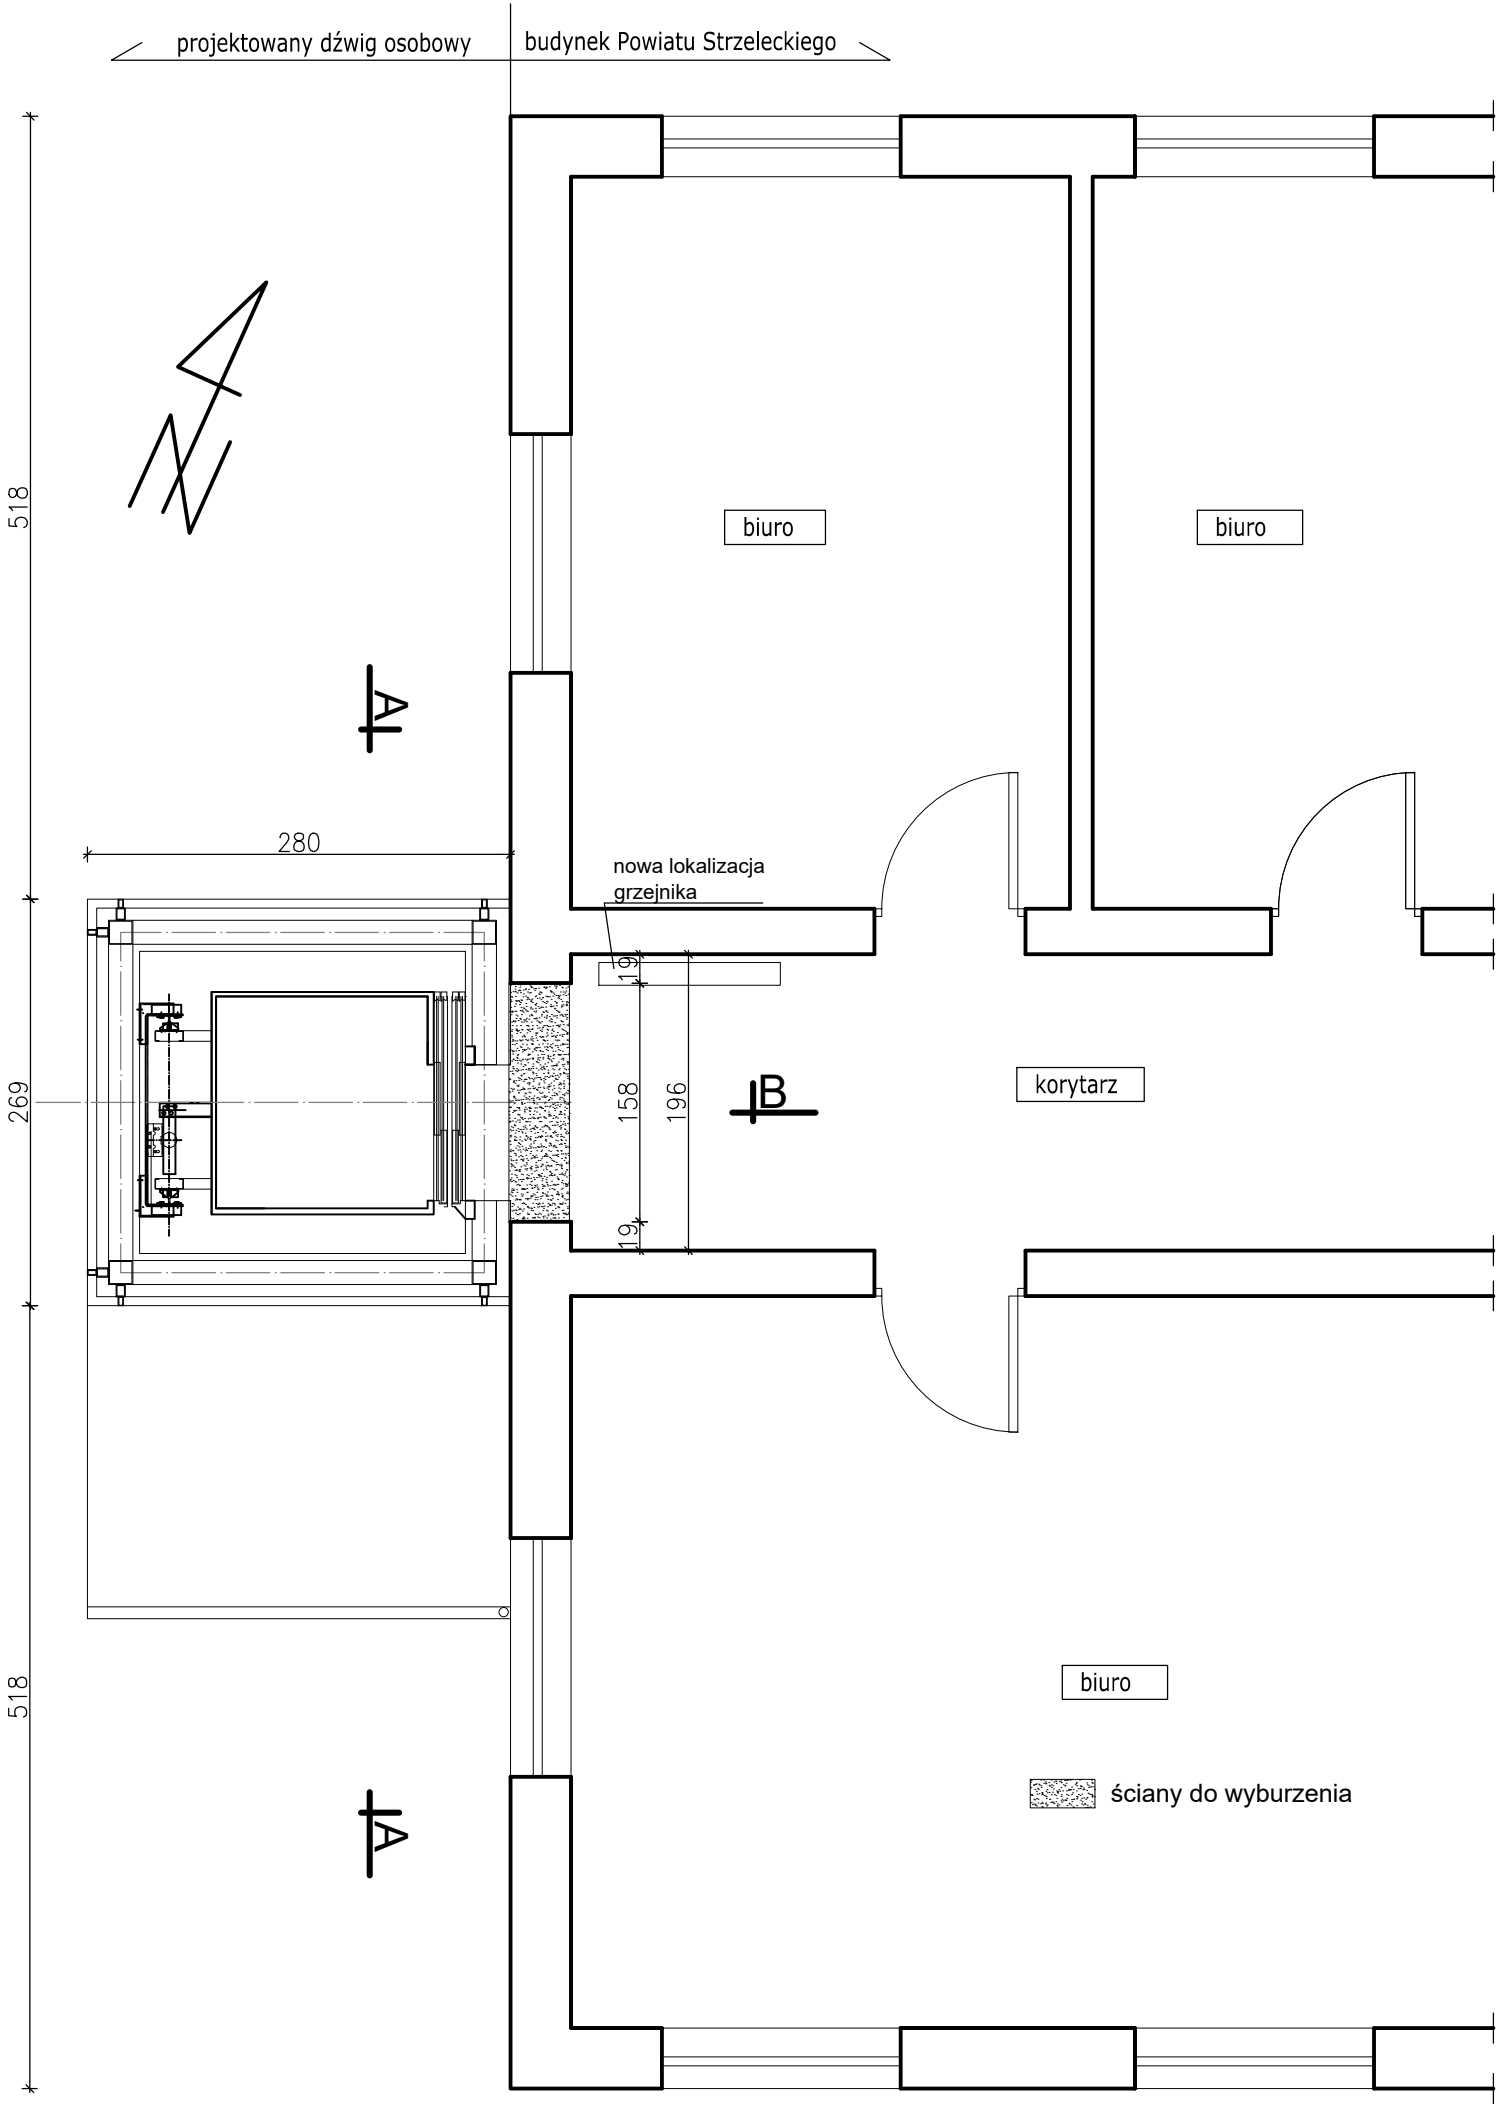 projektowany dźwig osobowy
budynek Powiatu Strzeleckiego
N
518
biuro
biuro
A
280
nowa lokalizacja
grzejnika
19
269
158
196
B
korytarz
19
518
biuro
ściany do wyburzenia
A